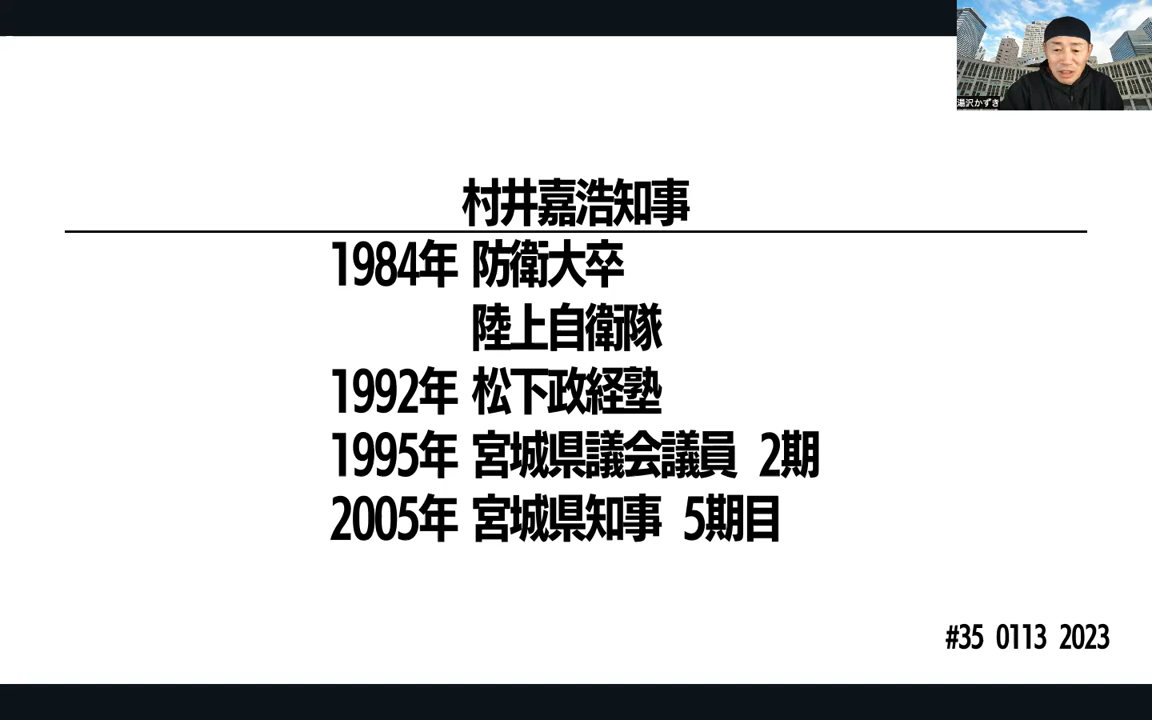 湯沢かずき
村井嘉浩知事
1984年 防衛大卒
陸上自衛隊
1992年 松下政経塾
1995年 宮城県議会議員 2期
2005年 宮城県知事 5期目
#35 0113 2023